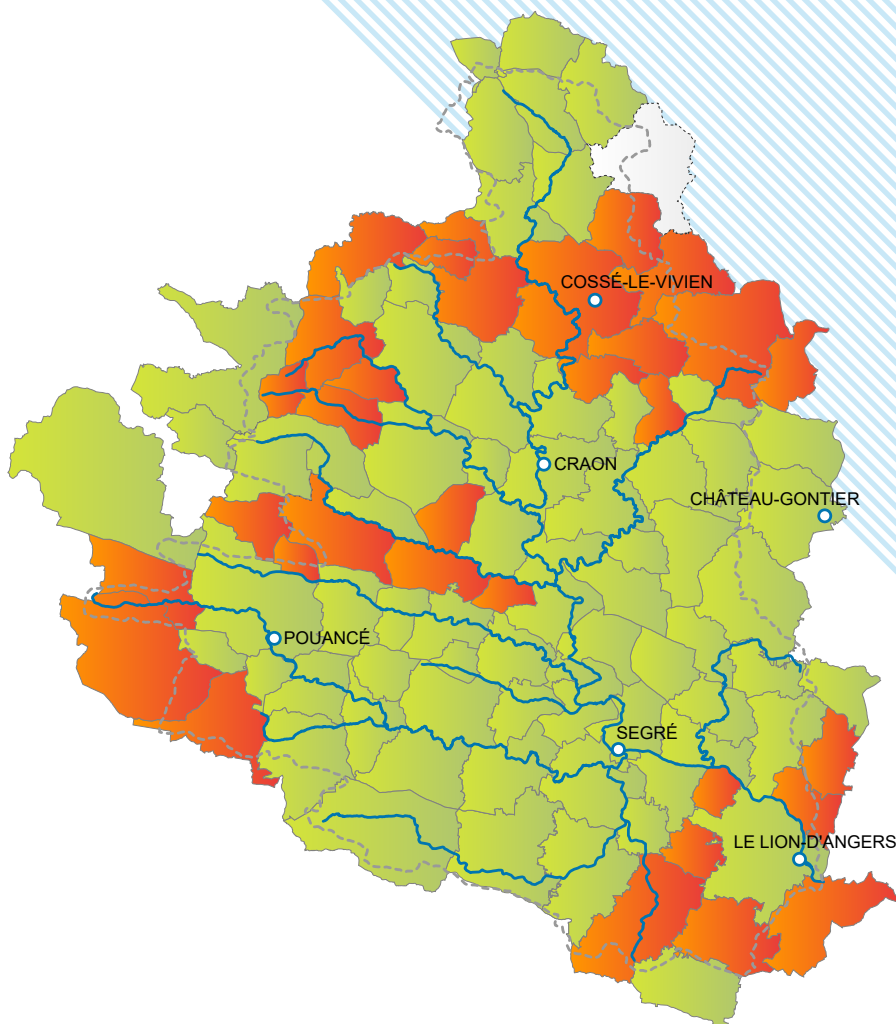 COSSÉ-LE-VIVIEN
CRAON
CHÂTEAU-GONTIER
POUANCÉ
SEGRÉ
LE LION-D'ANGERS